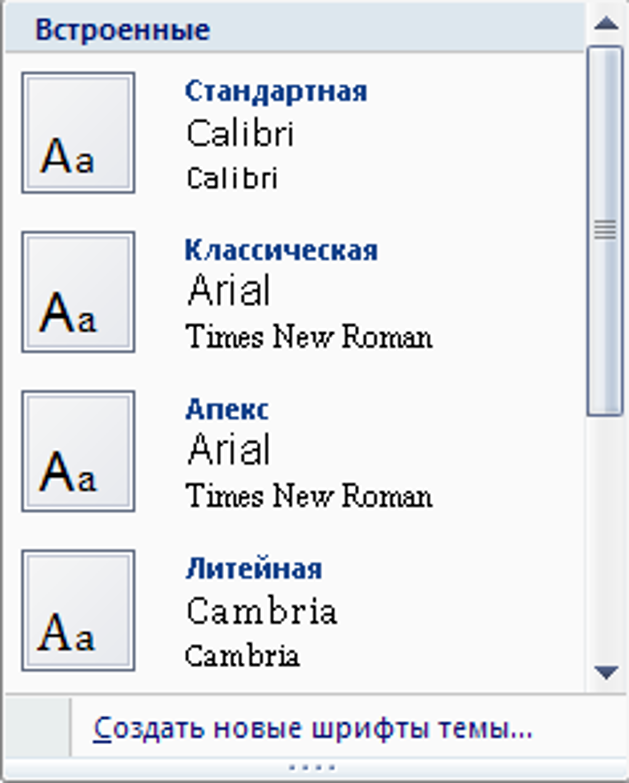 Встроенные
Aa
Стандартная
Calibri
Calibri
Aa
Классическая
Arial
Times New Roman
Aa
Апекс
Arial
Times New Roman
Aa
Литейная
Cambria
Cambria
Создать новые шрифты темы...